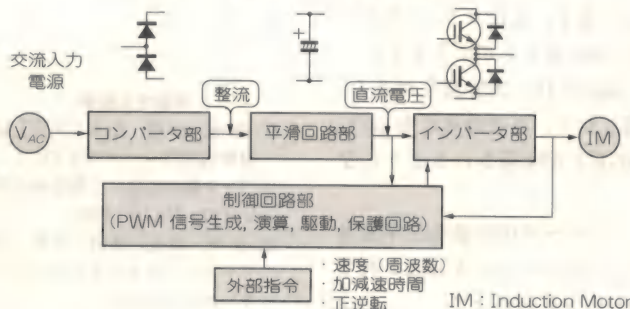 交流入力
電源
整流
直流電圧
VAC
コンバータ部
平滑回路部
インバータ部
IM
制御回路部
(PWM 信号生成, 演算, 駆動, 保護回路)
外部指令
・速度 (周波数)
・加減速時間
・正逆転
IM : Induction Motor